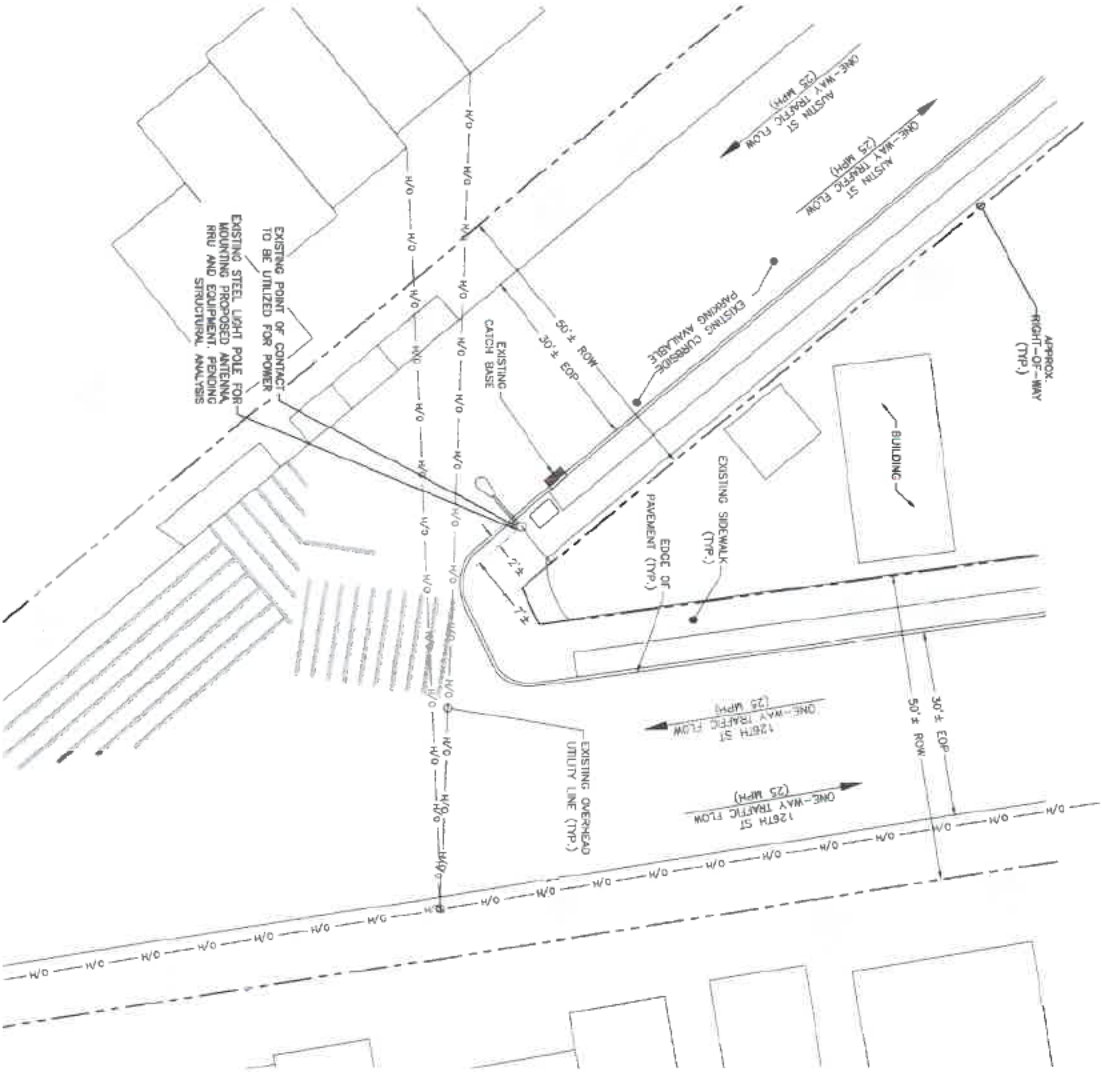 ONE-WAY TRAFFIC FLOW
AUSTIN ST
(25 MPH)
AUSTIN ST
ONE-WAY TRAFFIC FLOW
(25 MPH)
APPROX.
RIGHT-OF-WAY
(TYP.)
EXISTING CURBSIDE
PARKING AVAILABLE
BUILDING
50'± ROW
30'± EOP
EXISTING
CATCH BASE
EXISTING SIDEWALK
(TYP.)
EDGE OF
PAVEMENT (TYP.)
EXISTING POINT OF CONTACT
TO BE UTILIZED FOR POWER
EXISTING STEEL LIGHT POLE FOR
MOUNTING PROPOSED ANTENNA,
RRU AND EQUIPMENT. PENDING
STRUCTURAL ANALYSIS
2'±
7'±
126TH ST
ONE-WAY TRAFFIC FLOW
(25 MPH)
126TH ST
ONE-WAY TRAFFIC FLOW
(25 MPH)
30'± EOP
50'± ROW
EXISTING OVERHEAD
UTILITY LINE (TYP.)
O/H O/H O/H O/H O/H O/H O/H O/H
O/H O/H O/H O/H O/H O/H O/H O/H
O/H O/H O/H O/H O/H O/H O/H O/H O/H O/H O/H O/H O/H O/H O/H O/H O/H O/H